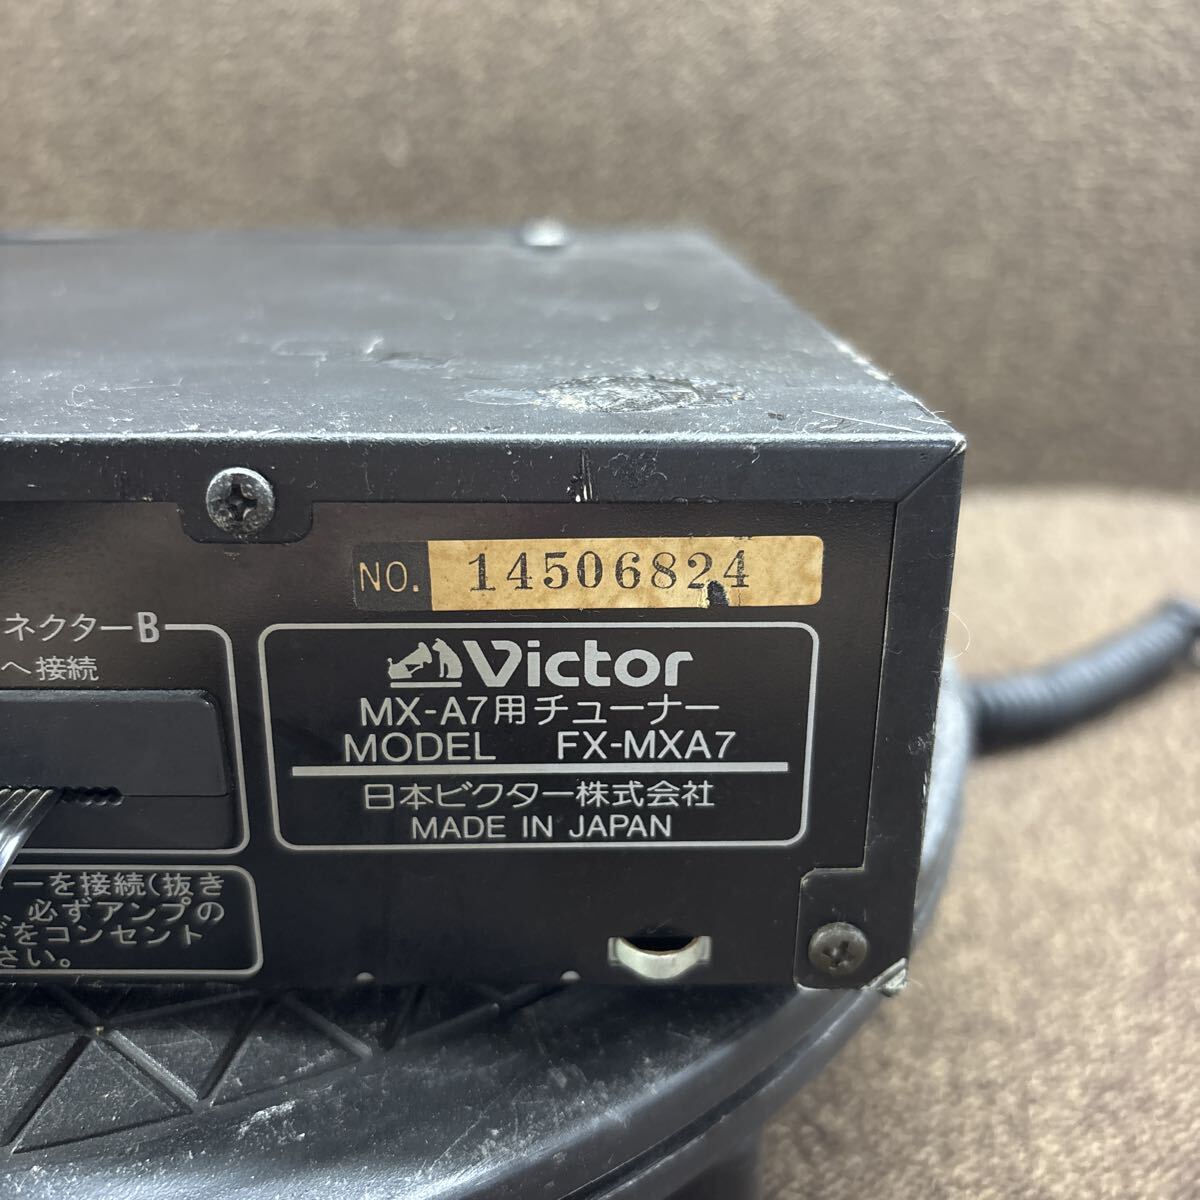 NO. 14506824
ネクターB
へ接続
Victor
MX-A7用チューナー
MODEL FX-MXA7
日本ビクター株式会社
MADE IN JAPAN
ーを接続(抜き
必ずアンプの
をコンセント
さい。